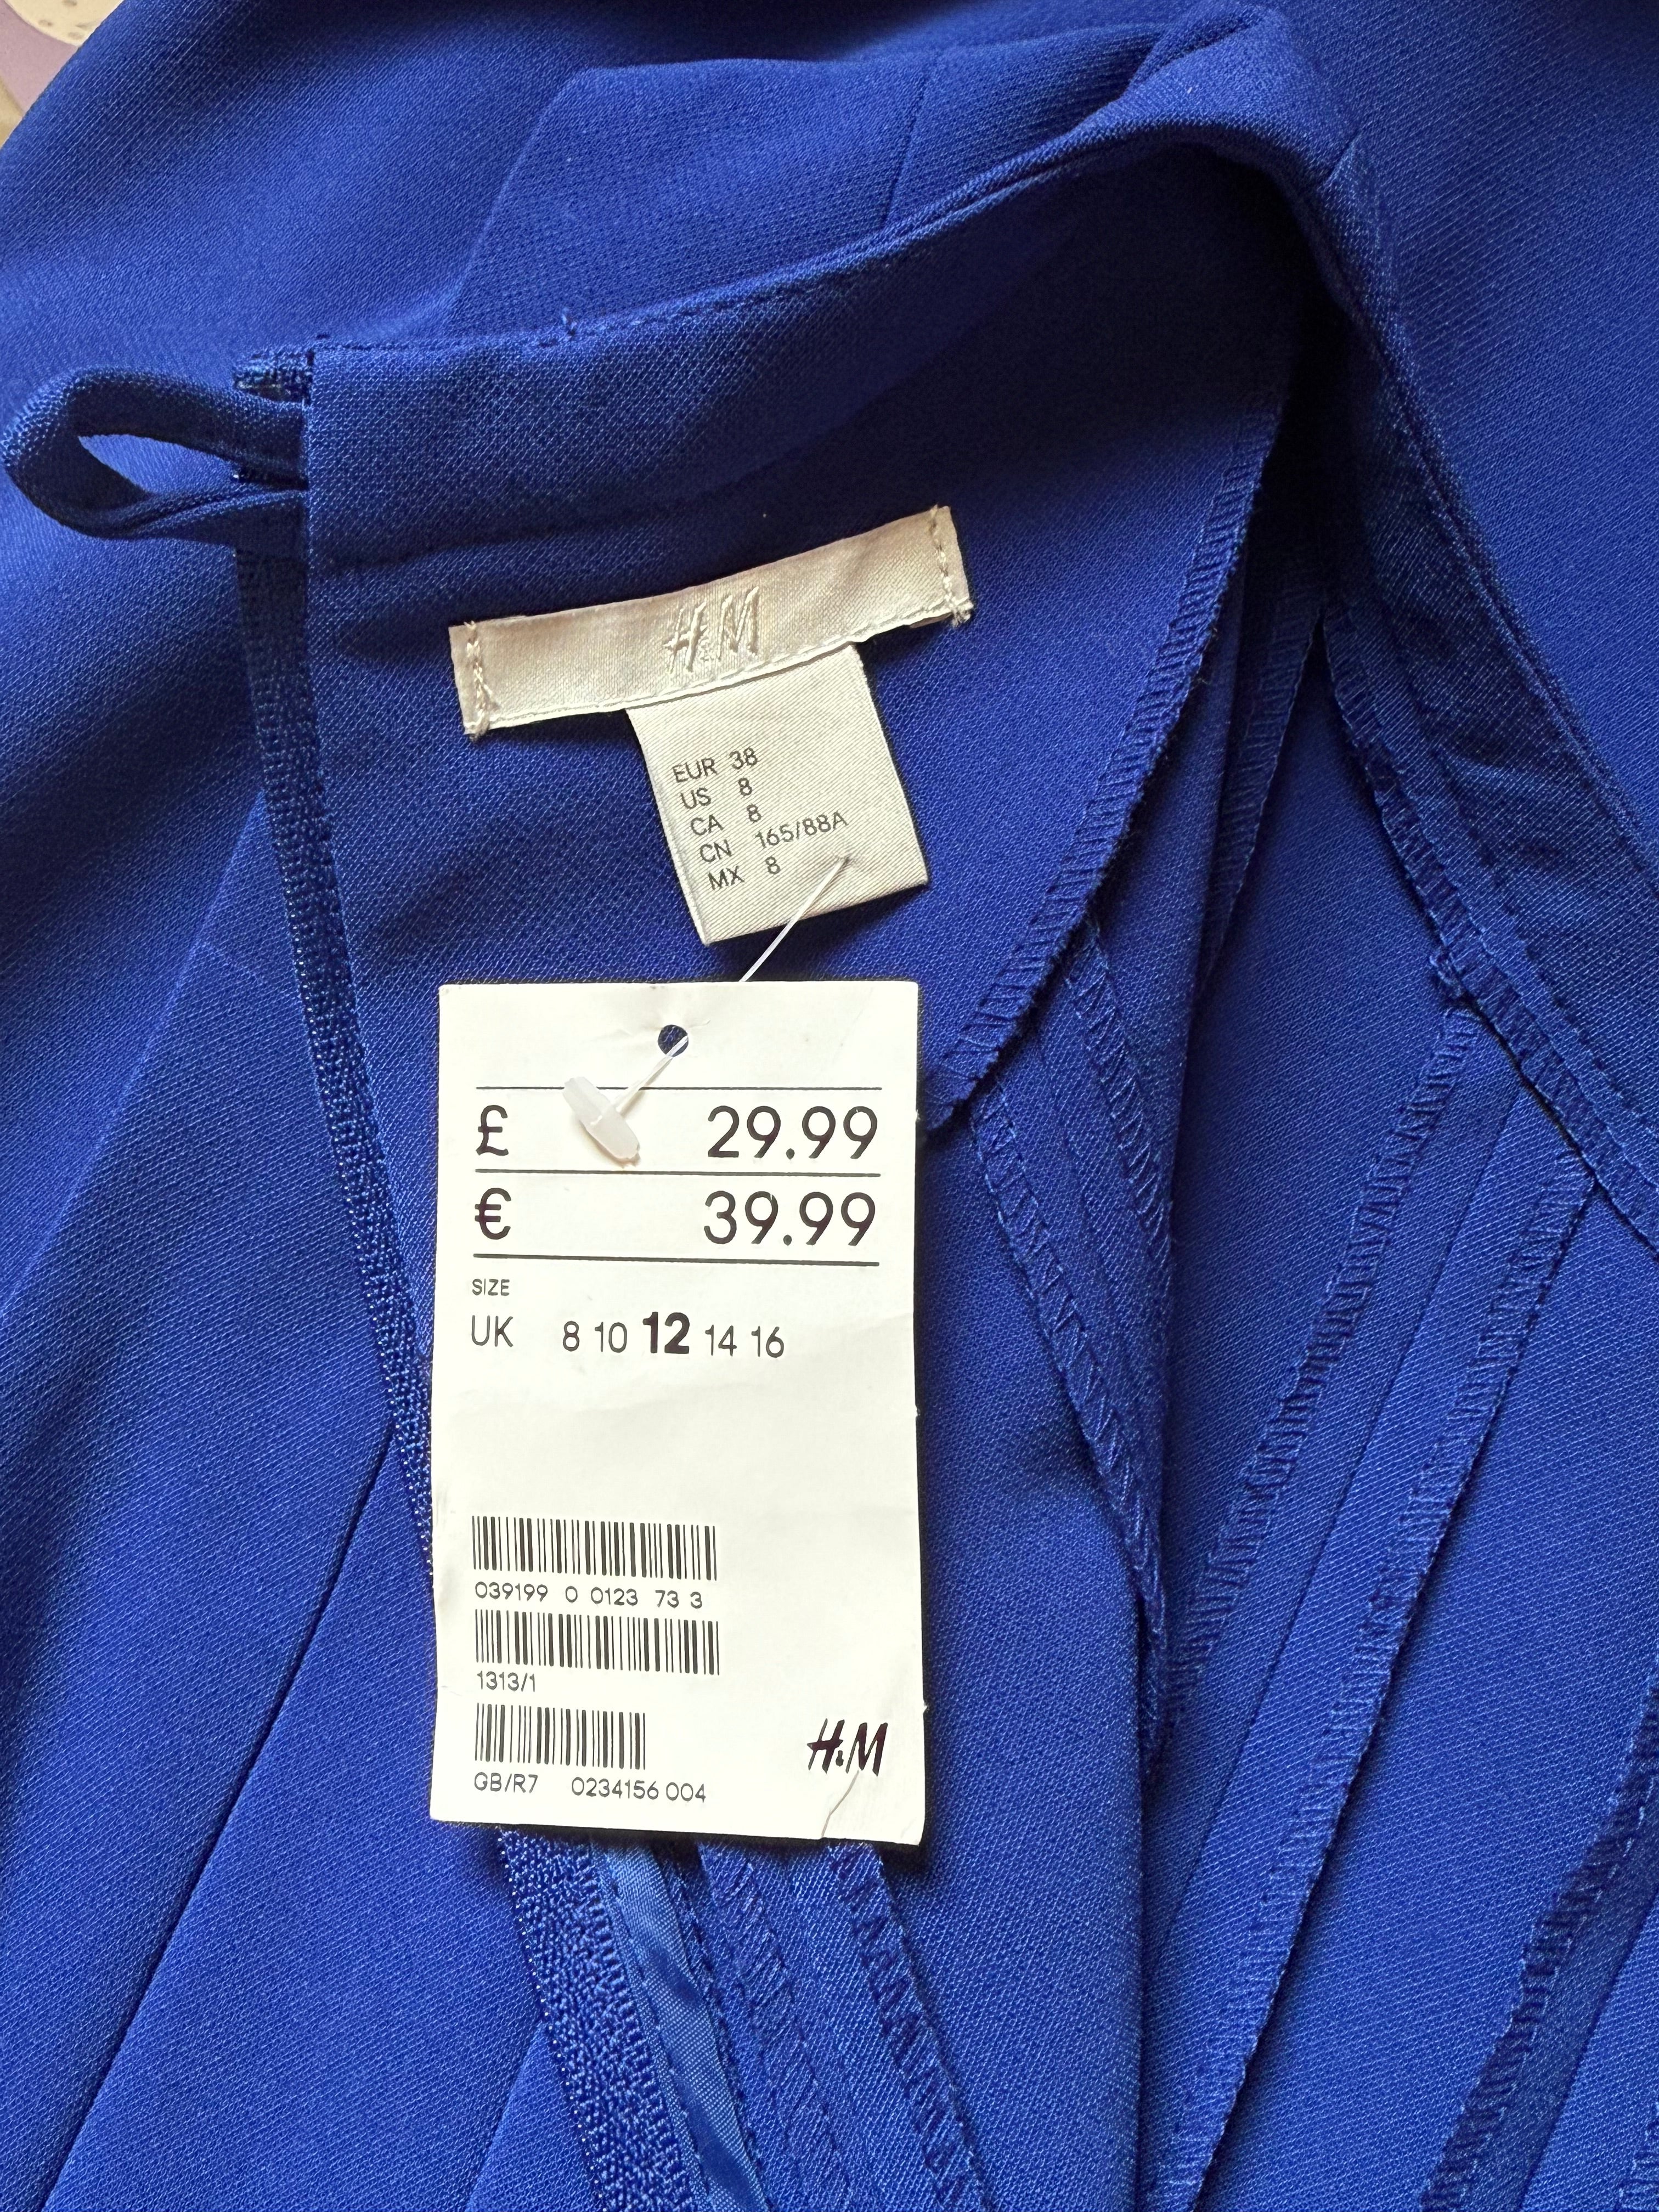 H&M
EUR 38
US 8
CA 8
CN 165/88A
MX 8
£ 29.99
€ 39.99
SIZE
UK 8 10 12 14 16
039199 0 0123 73 3
1313/1
H&M
GB/R7 0234156 004